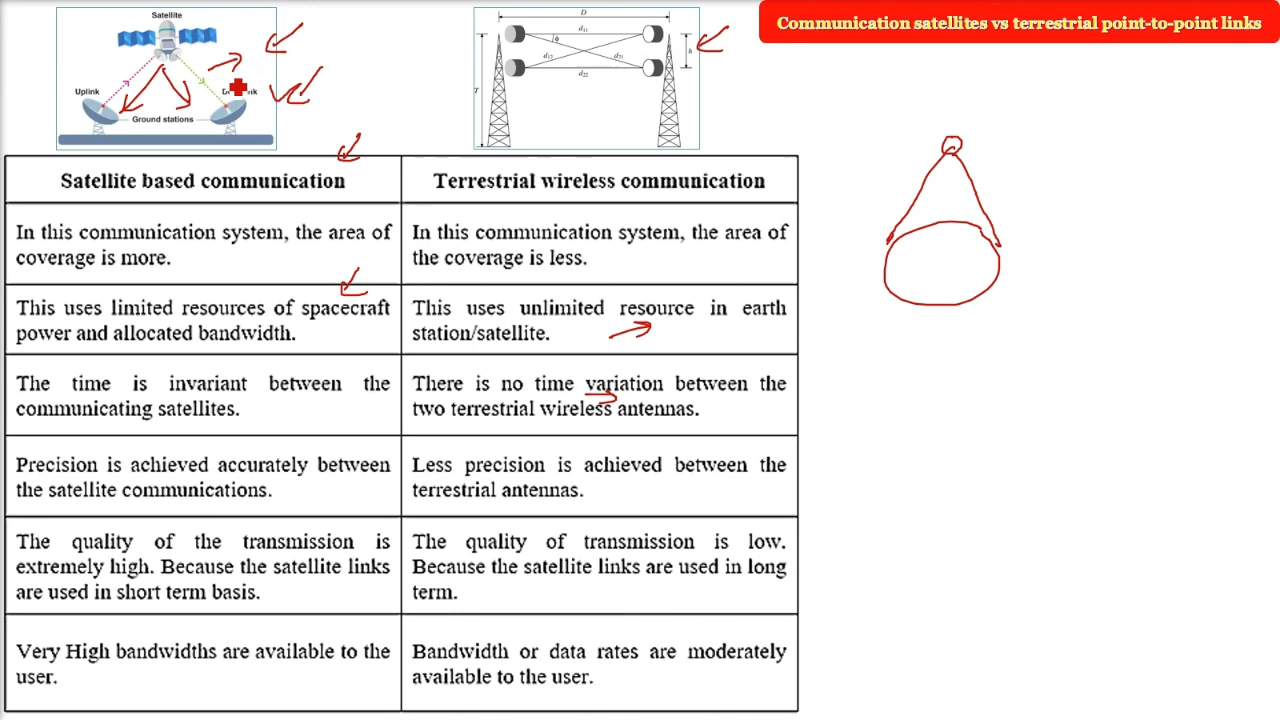 Communication satellites vs terrestrial point-to-point links
Satellite
Uplink
Ground stations
D
d11
ϕ
h
d12
d21
d22
T
Satellite based communication
Terrestrial wireless communication
In this communication system, the area of
coverage is more.
In this communication system, the area of
the coverage is less.
This uses limited resources of spacecraft
power and allocated bandwidth.
This uses unlimited resource in earth
station/satellite.
The time is invariant between the
communicating satellites.
There is no time variation between the
two terrestrial wireless antennas.
Precision is achieved accurately between
the satellite communications.
Less precision is achieved between the
terrestrial antennas.
The quality of the transmission is
extremely high. Because the satellite links
are used in short term basis.
The quality of transmission is low.
Because the satellite links are used in long
term.
Very High bandwidths are available to the
user.
Bandwidth or data rates are moderately
available to the user.